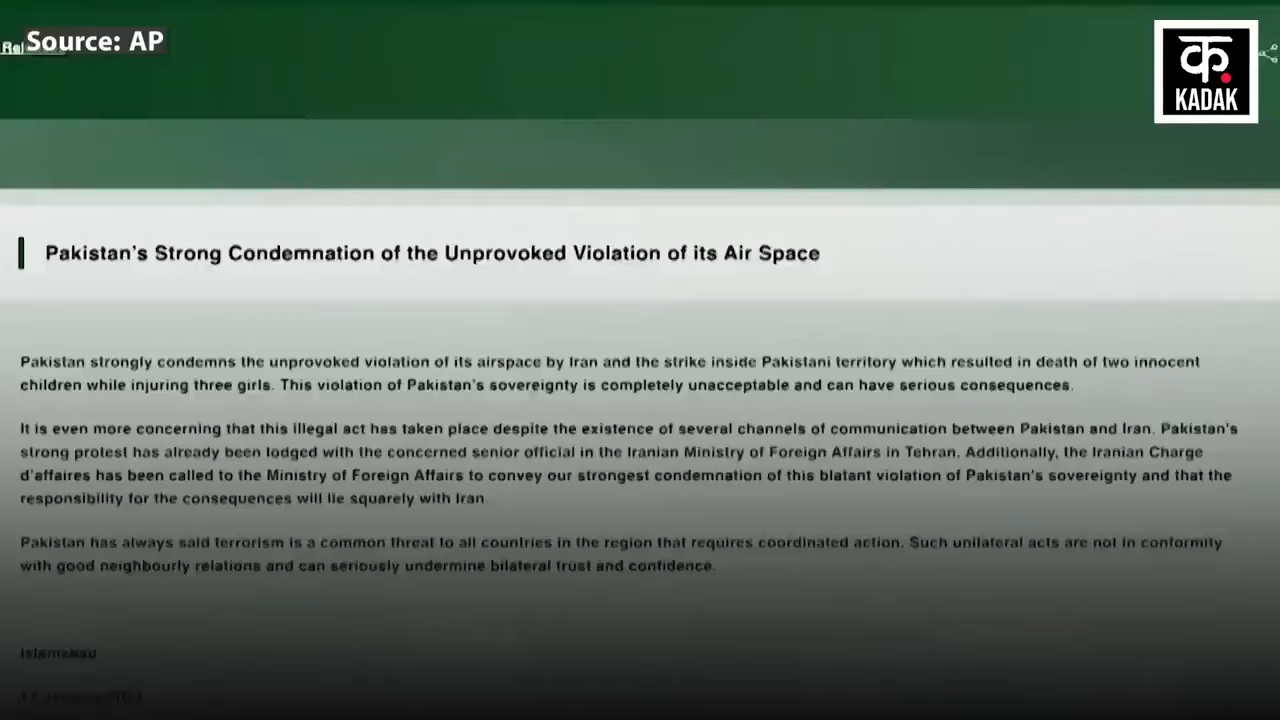 Rel
Source: AP
क.
KADAK
Pakistan's Strong Condemnation of the Unprovoked Violation of its Air Space
Pakistan strongly condemns the unprovoked violation of its airspace by Iran and the strike inside Pakistani territory which resulted in death of two innocent
children while injuring three girls. This violation of Pakistan's sovereignty is completely unacceptable and can have serious consequences.
It is even more concerning that this illegal act has taken place despite the existence of several channels of communication between Pakistan and Iran. Pakistan's
strong protest has already been lodged with the concerned senior official in the Iranian Ministry of Foreign Affairs in Tehran. Additionally, the Iranian Charge
d'affaires has been called to the Ministry of Foreign Affairs to convey our strongest condemnation of this blatant violation of Pakistan's sovereignty and that the
responsibility for the consequences will lie squarely with Iran.
Pakistan has always said terrorism is a common threat to all countries in the region that requires coordinated action. Such unilateral acts are not in conformity
with good neighbourly relations and can seriously undermine bilateral trust and confidence.
Islamabad